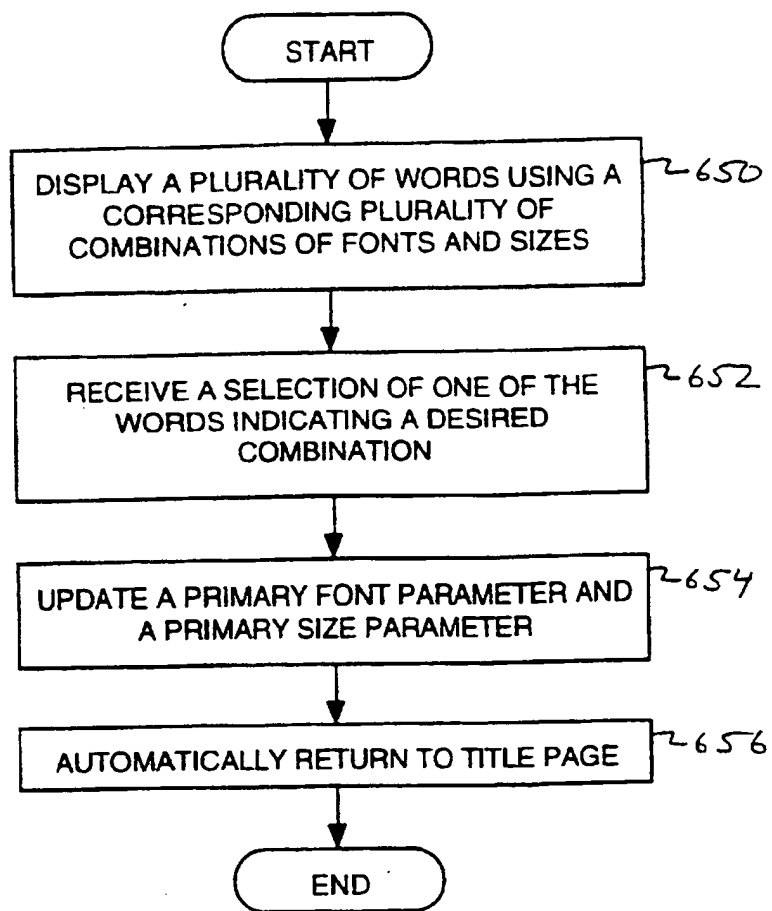 START
DISPLAY A PLURALITY OF WORDS USING A
CORRESPONDING PLURALITY OF
COMBINATIONS OF FONTS AND SIZES
650
RECEIVE A SELECTION OF ONE OF THE
WORDS INDICATING A DESIRED
COMBINATION
652
UPDATE A PRIMARY FONT PARAMETER AND
A PRIMARY SIZE PARAMETER
654
AUTOMATICALLY RETURN TO TITLE PAGE
656
END